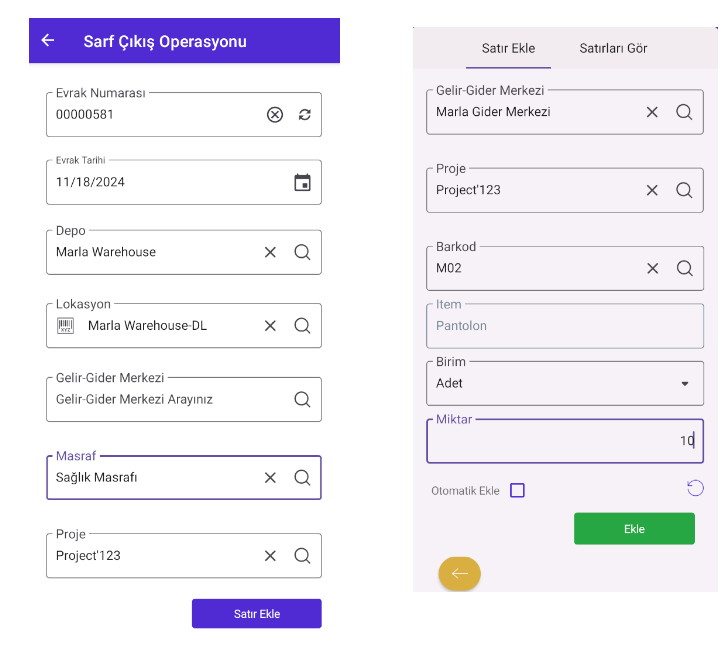 Sarf Çıkış Operasyonu
Evrak Numarası
00000581
Evrak Tarihi
11/18/2024
Depo
Marla Warehouse
Lokasyon
XYZ
Marla Warehouse-DL
Gelir-Gider Merkezi
Gelir-Gider Merkezi Arayınız
Masraf
Sağlık Masrafı
Proje
Project'123
Satır Ekle
Satır Ekle
Satırları Gör
Gelir-Gider Merkezi
Marla Gider Merkezi
Proje
Project'123
Barkod
M02
Item
Pantolon
Birim
Adet
Miktar
10
Otomatik Ekle
Ekle